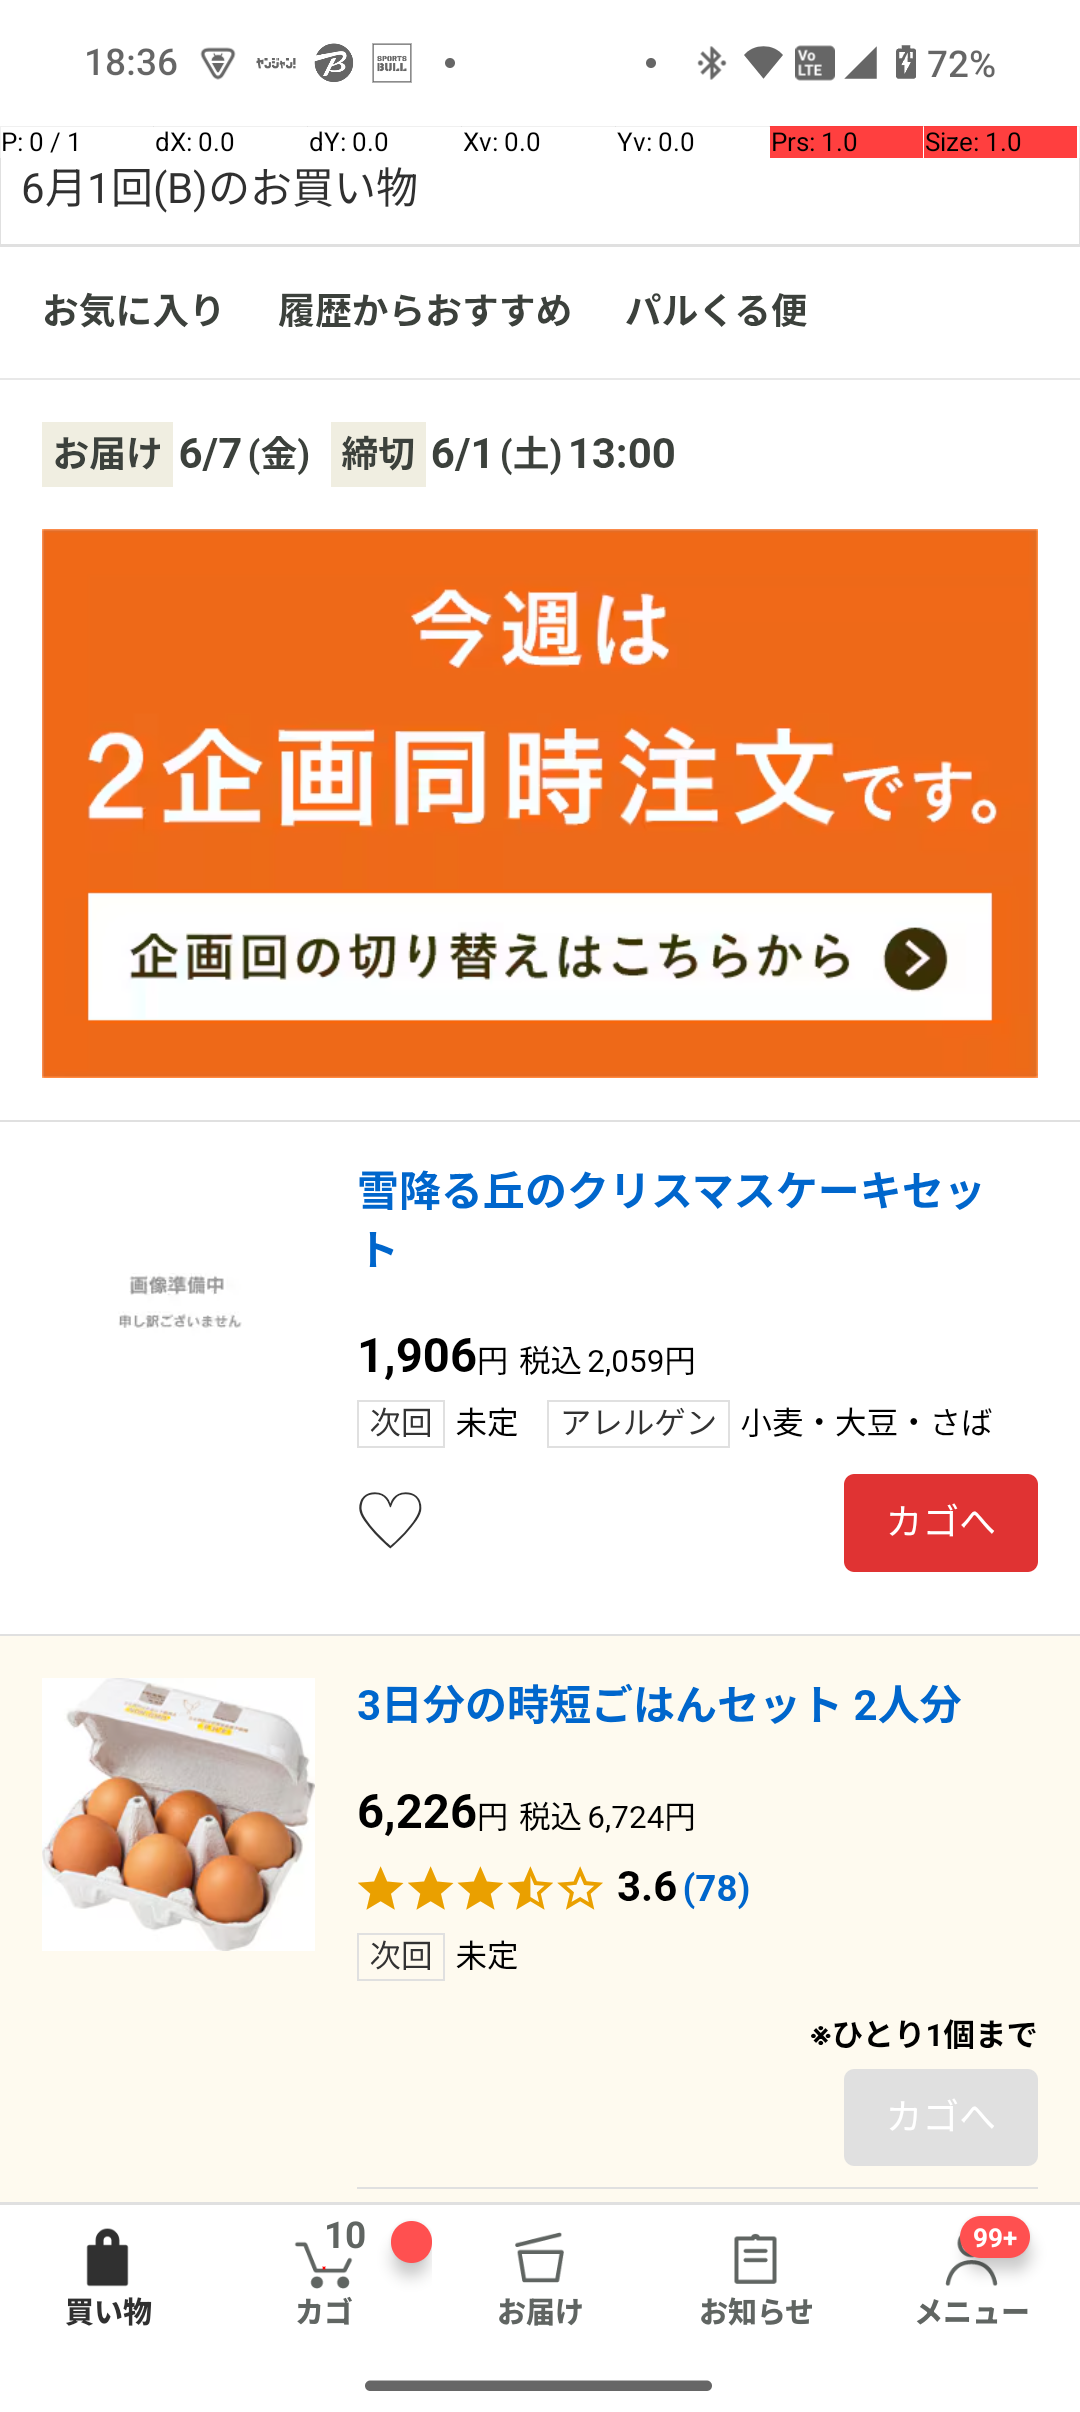 18:36 ヤンジャン! B SPORTS BULL Vo LTE 72%
P: 0 / 1 dX: 0.0 dY: 0.0 Xv: 0.0 Yv: 0.0 Prs: 1.0 Size: 1.0
6月1回(B)のお買い物
お気に入り 履歴からおすすめ パルくる便
お届け 6/7(金) 締切 6/1(土)13:00
今週は
2企画同時注文です。
企画回の切り替えはこちらから
雪降る丘のクリスマスケーキセッ
ト
画像準備中
申し訳ございません
1,906円 税込 2,059円
次回 未定 アレルゲン 小麦・大豆・さば
カゴへ
3日分の時短ごはんセット 2人分
6,226円 税込 6,724円
3.6(78)
次回 未定
※ひとり1個まで
カゴへ
10 99+
買い物 カゴ お届け お知らせ メニュー